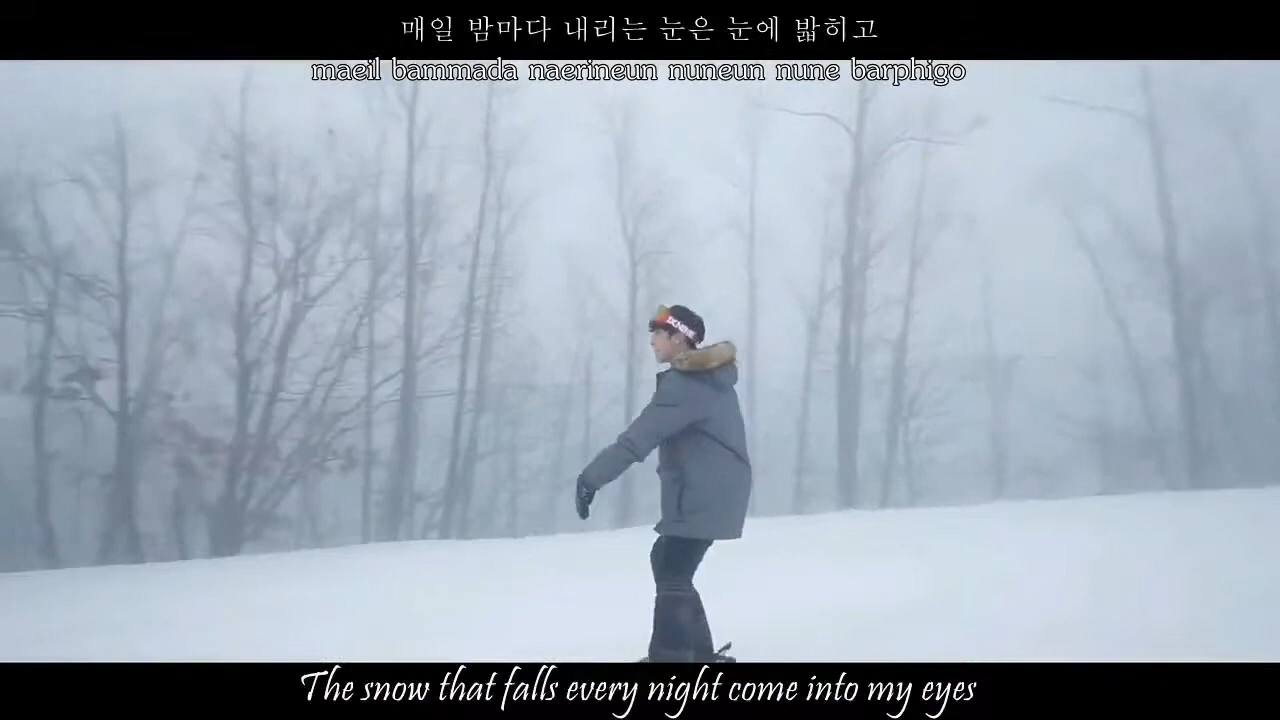 매일 밤마다 내리는 눈은 눈에 밟히고
maeil bammada naerineun nuneun nune barphigo
The snow that falls every night come into my eyes